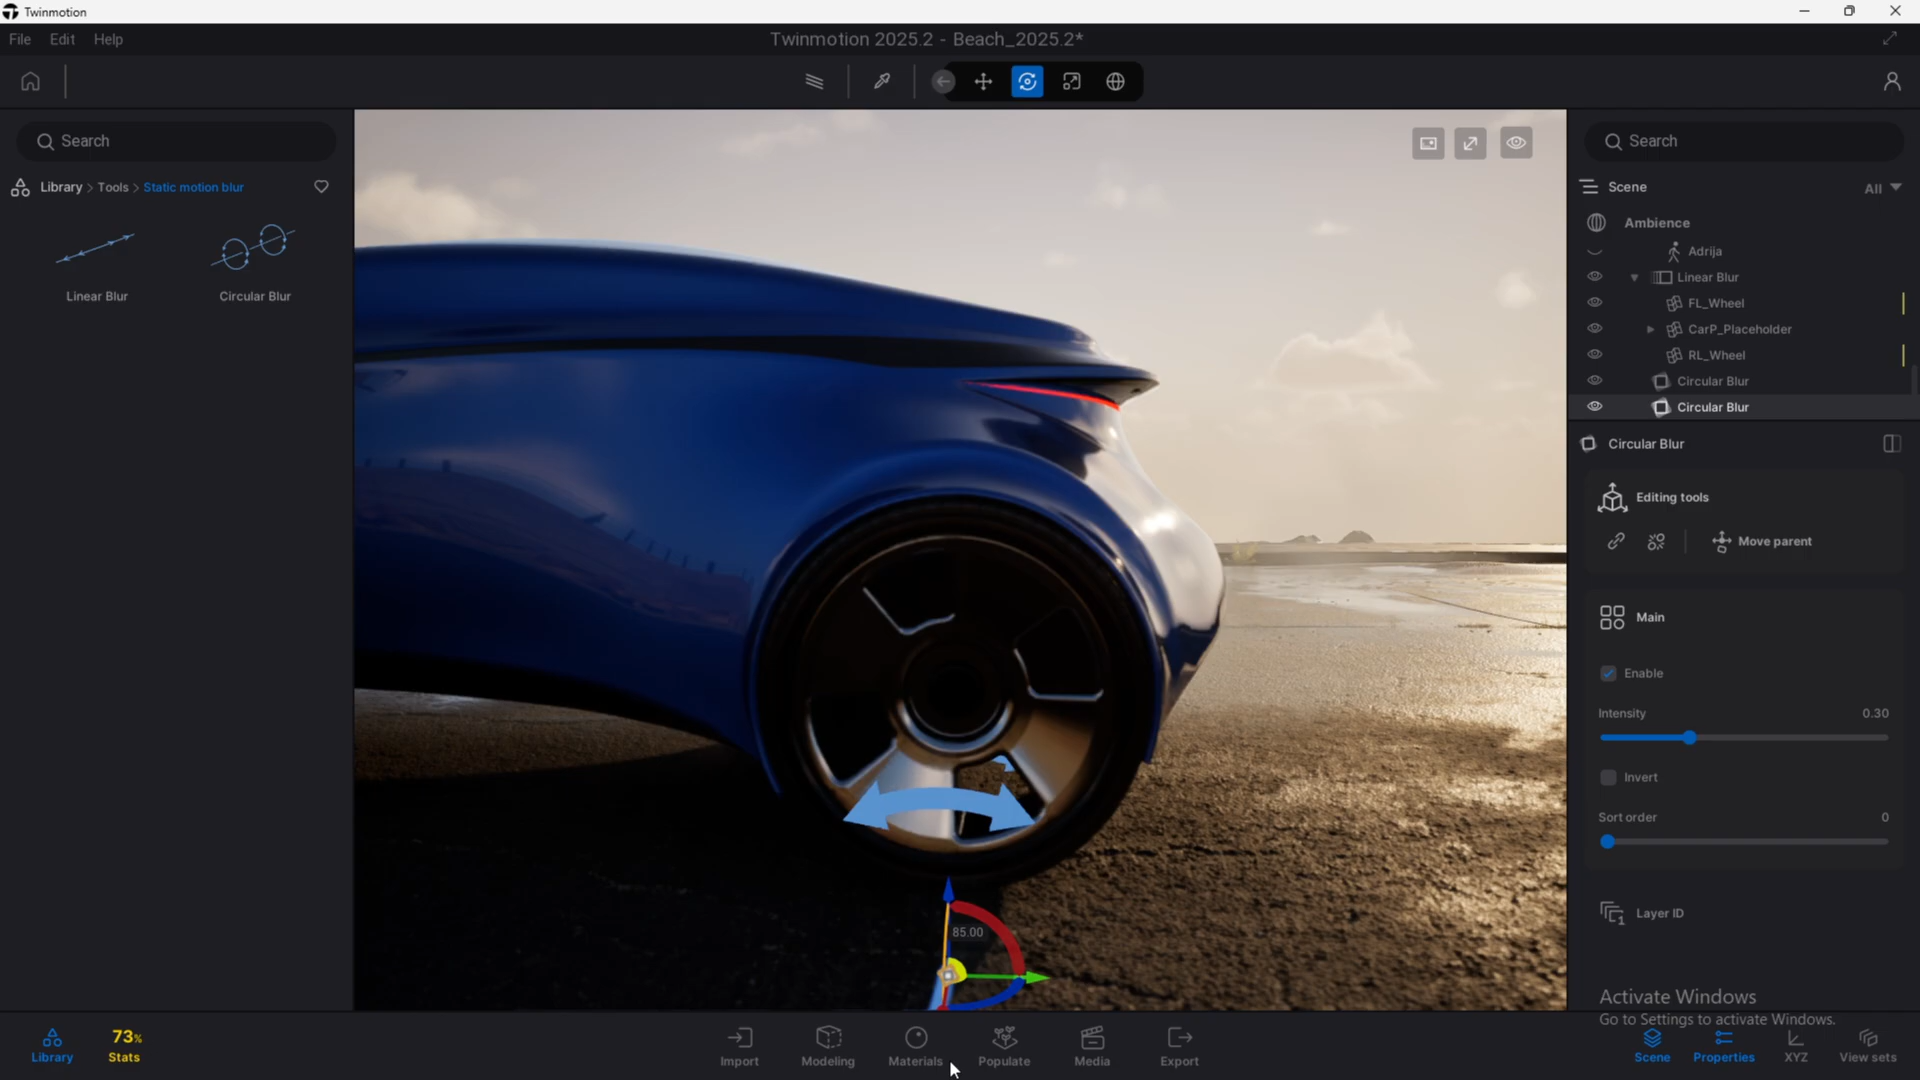 Twinmotion
File Edit Help
Twinmotion 2025.2 - Beach_2025.2*
Search
Library > Tools > Static motion blur
Linear Blur
Circular Blur
Search
Scene
All
Ambience
Adrija
Linear Blur
FL_Wheel
CarP_Placeholder
RL_Wheel
Circular Blur
Circular Blur
Circular Blur
Editing tools
Move parent
Main
Enable
Intensity 0.30
Invert
Sort order 0
Layer ID
85.00
Activate Windows
Go to Settings to activate Windows.
Library
73% Stats
Import
Modeling
Materials
Populate
Media
Export
Scene
Properties
XYZ
View sets